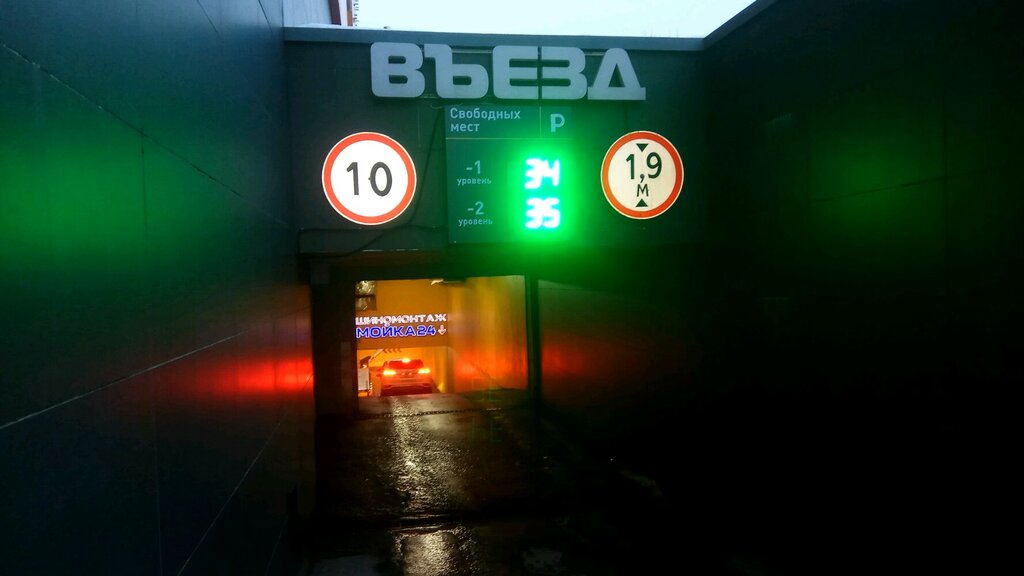 ВЪЕЗД
Свободных
мест
P
10
-1
уровень
34
1,9
М
-2
уровень
35
ШИНОМОНТАЖ
МОЙКА24